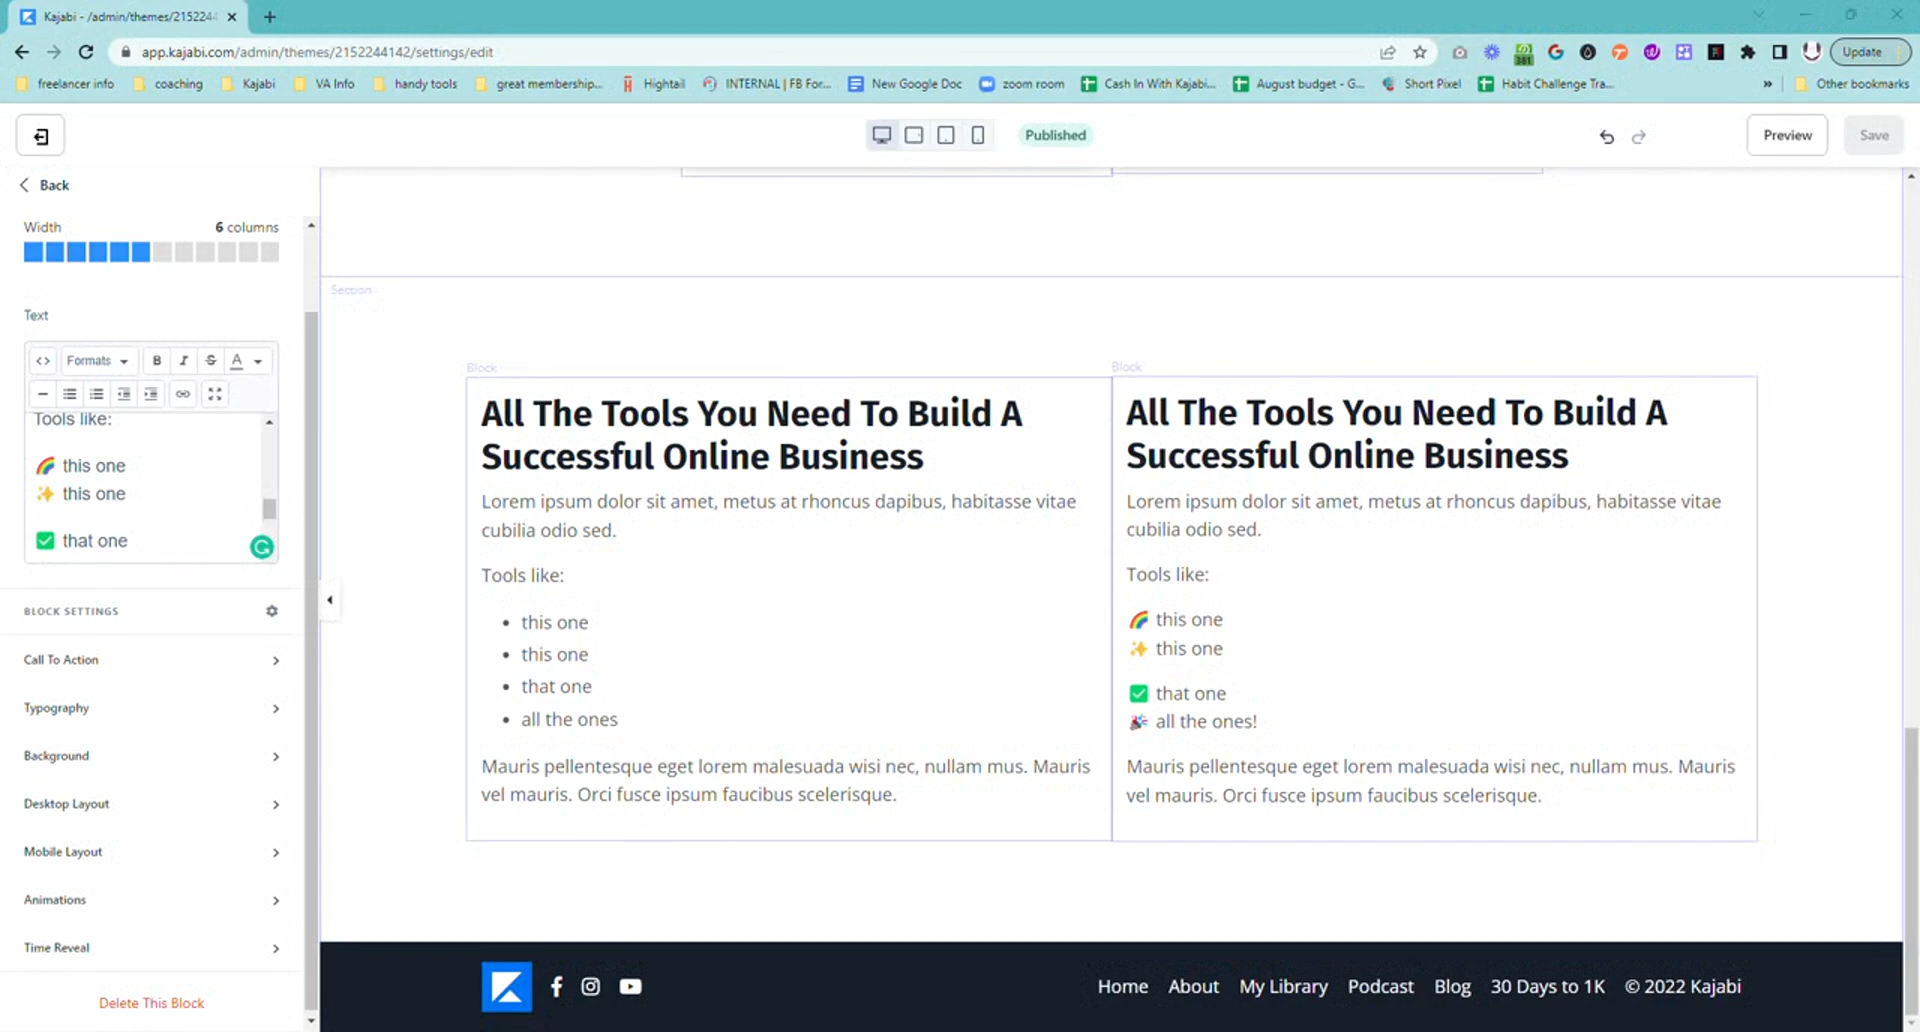 Kajabi - /admin/themes/2152244
app.kajabi.com/admin/themes/2152244142/settings/edit
381
Update
freelancer info
coaching
Kajabi
VA Info
handy tools
great membership...
Hightail
INTERNAL | FB For...
New Google Doc
zoom room
Cash In With Kajabi...
August budget - G...
Short Pixel
Habit Challenge Tra...
»
Other bookmarks
Published
Preview
Save
Back
Width
6 columns
Text
Formats
B I S A
Tools like:
🌈 this one
✨ this one
✅ that one
BLOCK SETTINGS
Call To Action
Typography
Background
Desktop Layout
Mobile Layout
Animations
Time Reveal
Delete This Block
Section
Block
All The Tools You Need To Build A
Successful Online Business
Lorem ipsum dolor sit amet, metus at rhoncus dapibus, habitasse vitae
cubilia odio sed.
Tools like:
• this one
• this one
• that one
• all the ones
Mauris pellentesque eget lorem malesuada wisi nec, nullam mus. Mauris
vel mauris. Orci fusce ipsum faucibus scelerisque.
Block
All The Tools You Need To Build A
Successful Online Business
Lorem ipsum dolor sit amet, metus at rhoncus dapibus, habitasse vitae
cubilia odio sed.
Tools like:
🌈 this one
✨ this one
✅ that one
🎉 all the ones!
Mauris pellentesque eget lorem malesuada wisi nec, nullam mus. Mauris
vel mauris. Orci fusce ipsum faucibus scelerisque.
Home
About
My Library
Podcast
Blog
30 Days to 1K
© 2022 Kajabi